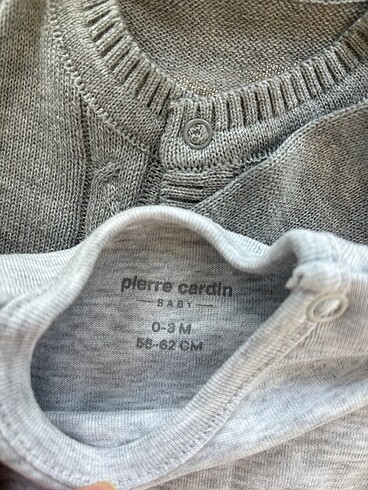 pierre cardin
BABY
0-3 M
56-62 CM